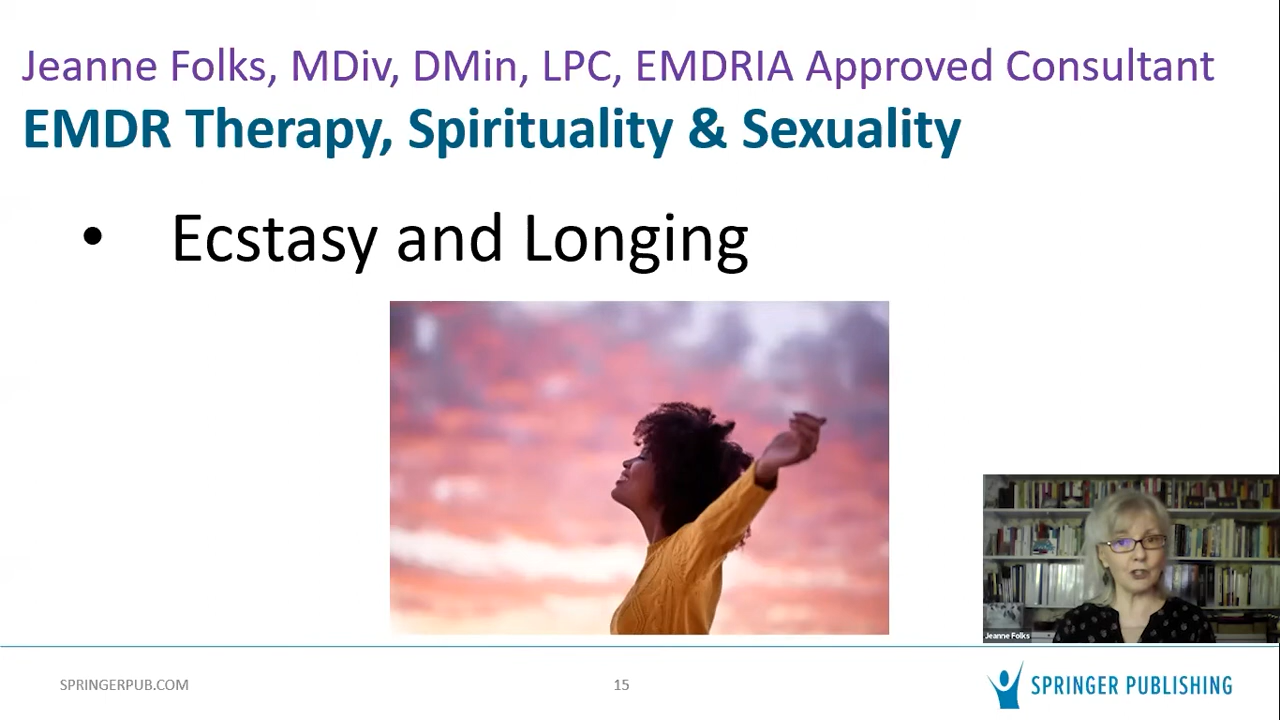 Jeanne Folks, MDiv, DMin, LPC, EMDRIA Approved Consultant
EMDR Therapy, Spirituality & Sexuality
• Ecstasy and Longing
Jeanne Folks
SPRINGERPUB.COM
15
SPRINGER PUBLISHING